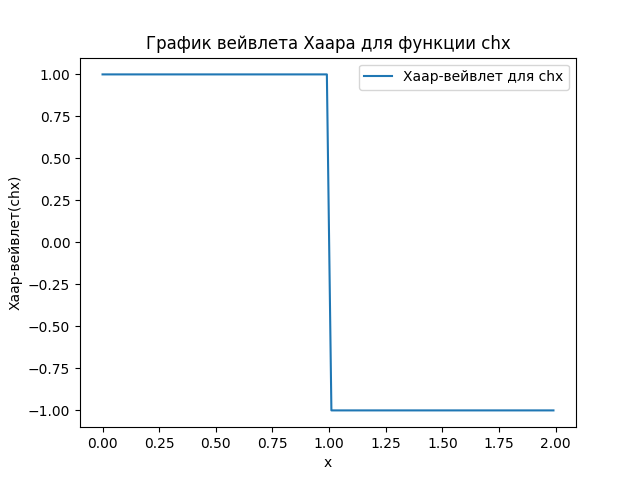 График вейвлета Хаара для функции chx
Хаар-вейвлет для chx
Хаар-вейвлет(chx)
1.00
0.75
0.50
0.25
0.00
−0.25
−0.50
−0.75
−1.00
0.00 0.25 0.50 0.75 1.00 1.25 1.50 1.75 2.00
x